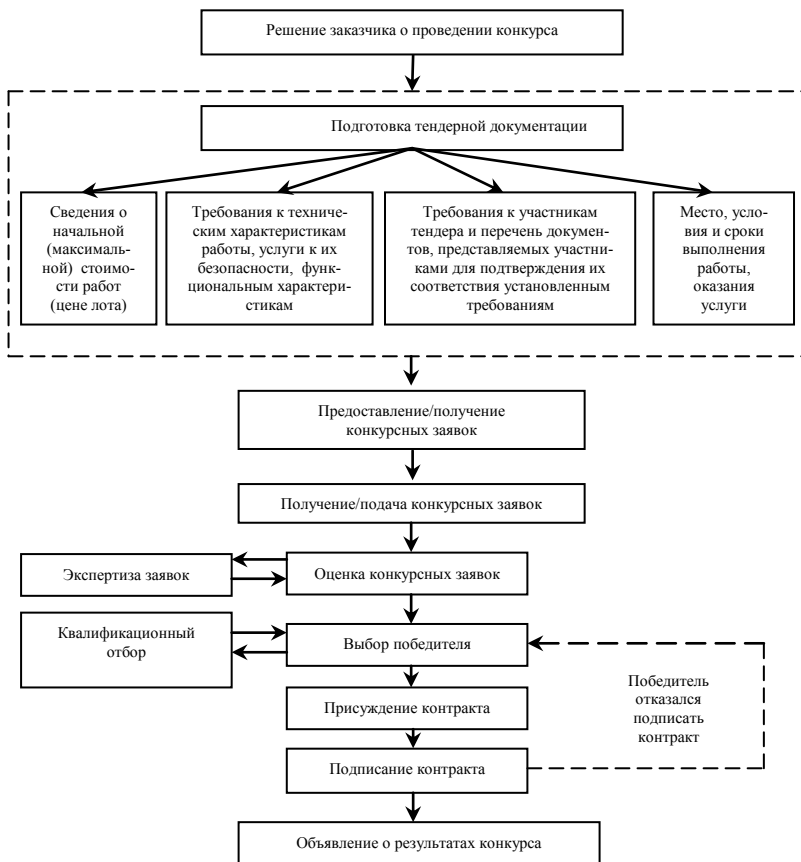 Решение заказчика о проведении конкурса
Подготовка тендерной документации
Сведения о
начальной
(максималь-
ной) стоимо-
сти работ
(цене лота)
Требования к техниче-
ским характеристикам
работы, услуги к их
безопасности, функ-
циональным характери-
стикам
Требования к участникам
тендера и перечень докумен-
тов, представляемых участни-
ками для подтверждения их
соответствия установленным
требованиям
Место, усло-
вия и сроки
выполнения
работы,
оказания
услуги
Предоставление/получение
конкурсных заявок
Получение/подача конкурсных заявок
Экспертиза заявок
Оценка конкурсных заявок
Квалификационный
отбор
Выбор победителя
Победитель
отказался
подписать
контракт
Присуждение контракта
Подписание контракта
Объявление о результатах конкурса